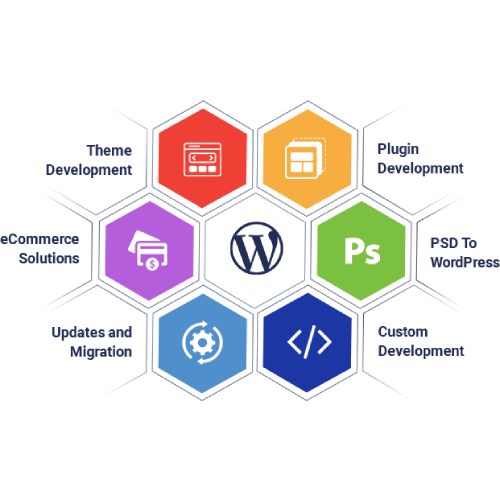 Theme
Development
Plugin
Development
eCommerce
Solutions
W
Ps
PSD To
WordPress
Updates and
Migration
</>
Custom
Development